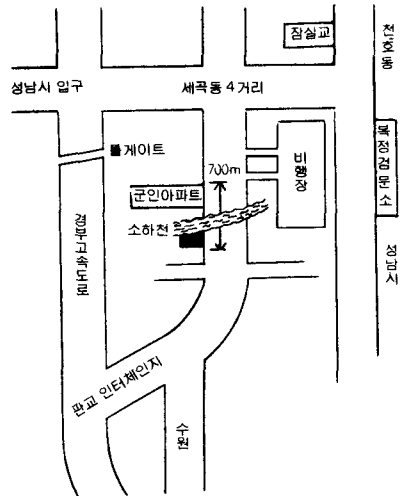 잠실교
천호동
성남시 입구
세곡동 4거리
톨게이트
700m
비행장
복정검문소
군인아파트
소하천
경부고속도로
성남시
판교 인터체인지
수원